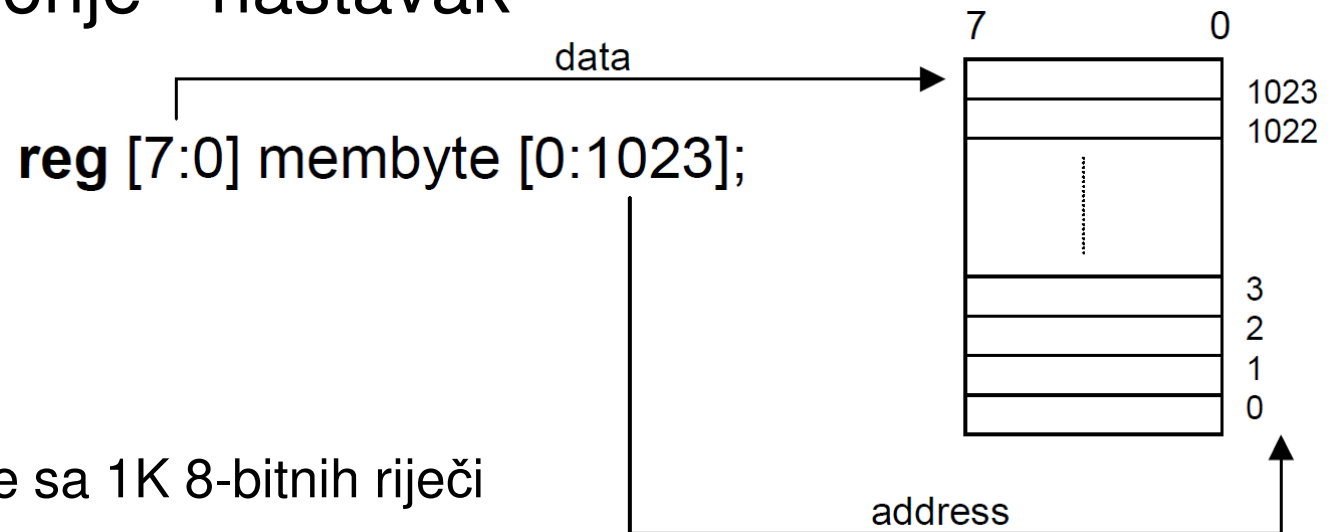 nastavak
data
7 0
1023
1022
reg [7:0] membyte [0:1023];
3
2
1
0
sa 1K 8-bitnih riječi
address